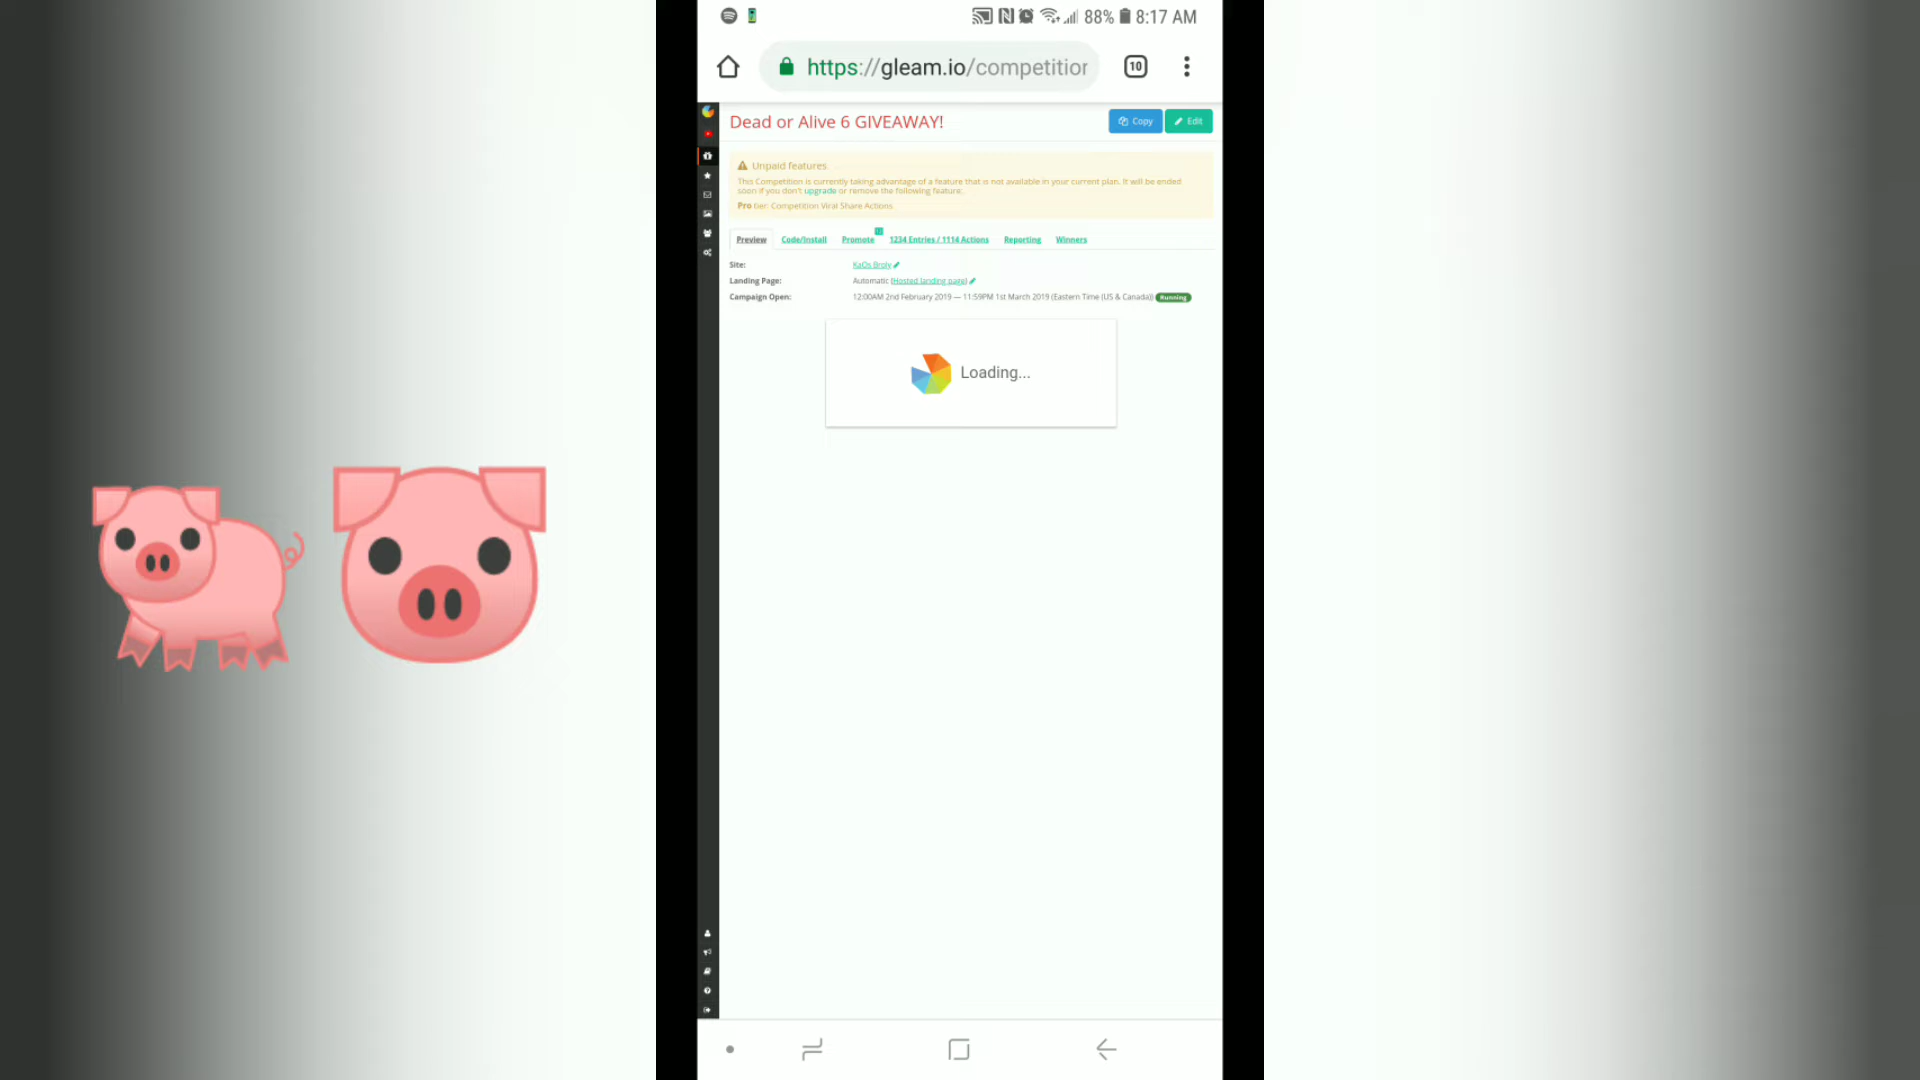 88% 8:17 AM
https://gleam.io/competition
10
Dead or Alive 6 GIVEAWAY!
Copy
Edit
Unpaid features
This Competition is currently taking advantage of a feature that is not available in your current plan. It will be ended
soon if you don't upgrade or remove the following feature:
Pro tier: Competition Viral Share Actions
Preview Code/Install Promote 1234 Entries / 1114 Actions Reporting Winners
Site: KaOs Broly
Landing Page: Automatic (Hosted landing page)
Campaign Open: 12:00AM 2nd February 2019 — 11:59PM 1st March 2019 (Eastern Time (US & Canada)) Running
Loading...